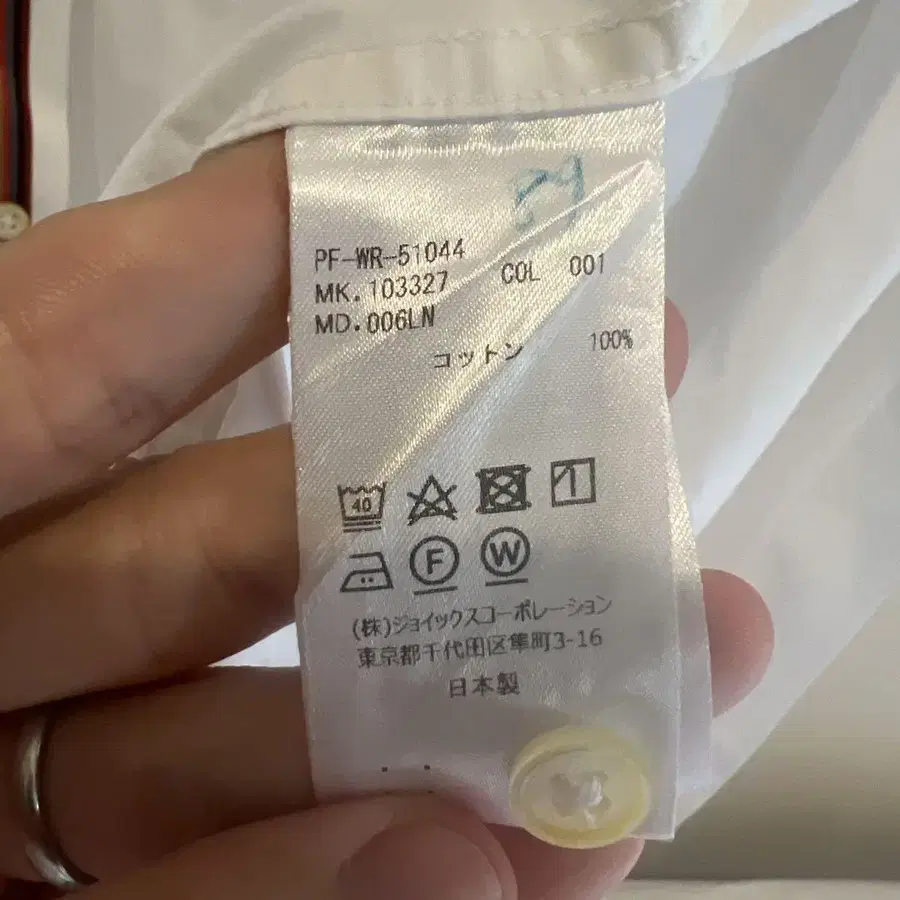 PF-WR-51044
MK.103327 COL 001
MD.006LN
コットン 100%
40
F W
(株)ジョイックスコーポレーション
東京都千代田区隼町3-16
日本製